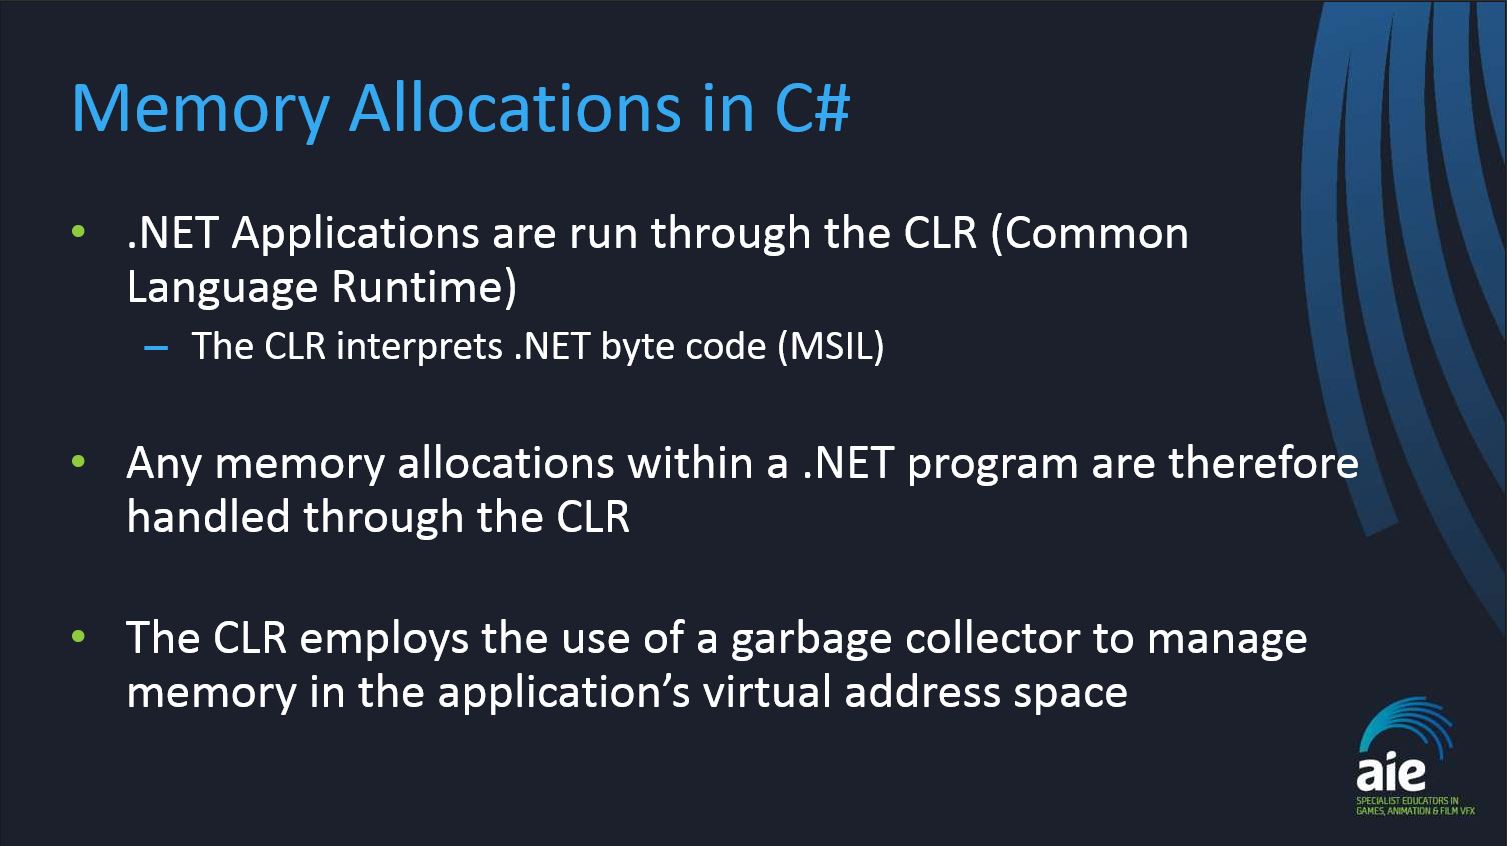 Memory Allocations in C#
• .NET Applications are run through the CLR (Common
Language Runtime)
– The CLR interprets .NET byte code (MSIL)
• Any memory allocations within a .NET program are therefore
handled through the CLR
• The CLR employs the use of a garbage collector to manage
memory in the application’s virtual address space
aie
SPECIALIST EDUCATORS IN
GAMES, ANIMATION & FILM VFX